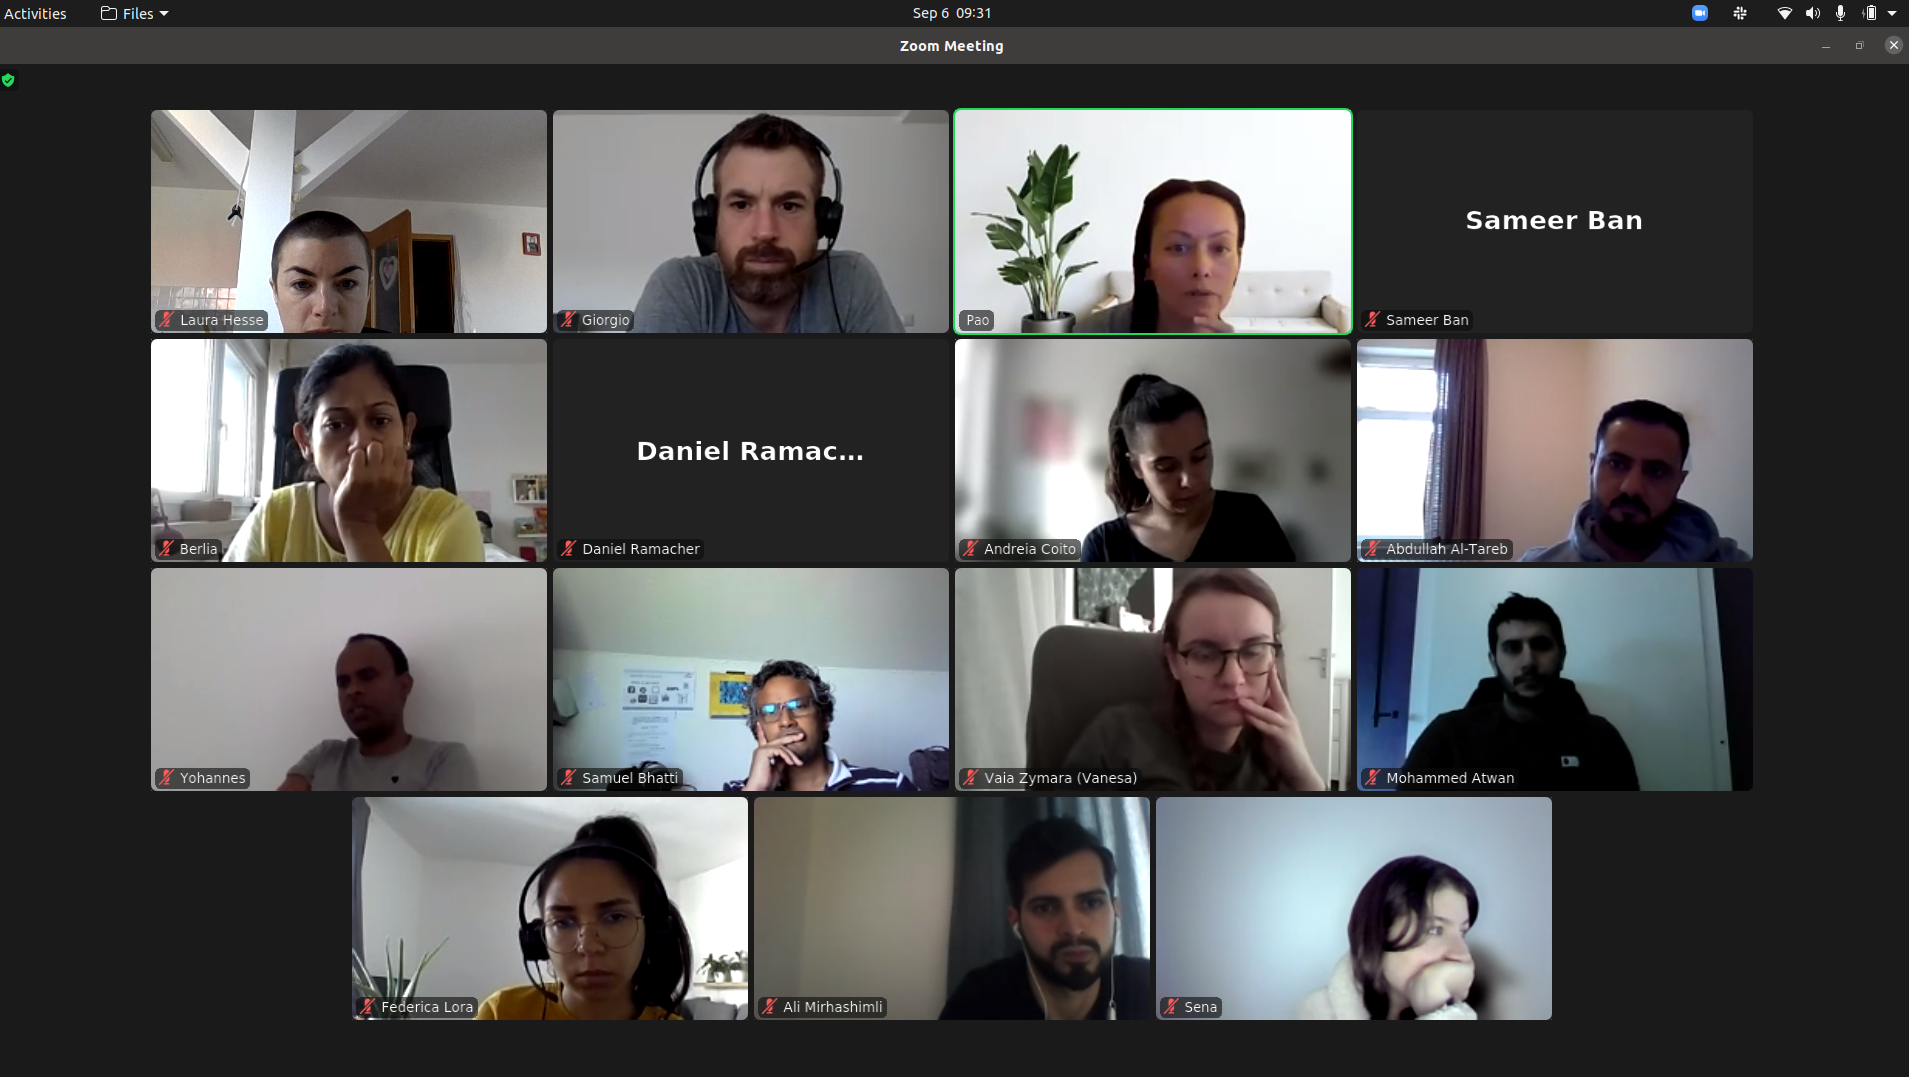 Activities
Files
Sep 6 09:31
Zoom Meeting
Sameer Ban
Laura Hesse
Giorgio
Pao
Sameer Ban
Daniel Ramac...
Berlia
Daniel Ramacher
Andreia Coito
Abdullah Al-Tareb
Yohannes
Samuel Bhatti
Vaia Zymara (Vanesa)
Mohammed Atwan
Federica Lora
Ali Mirhashimli
Sena